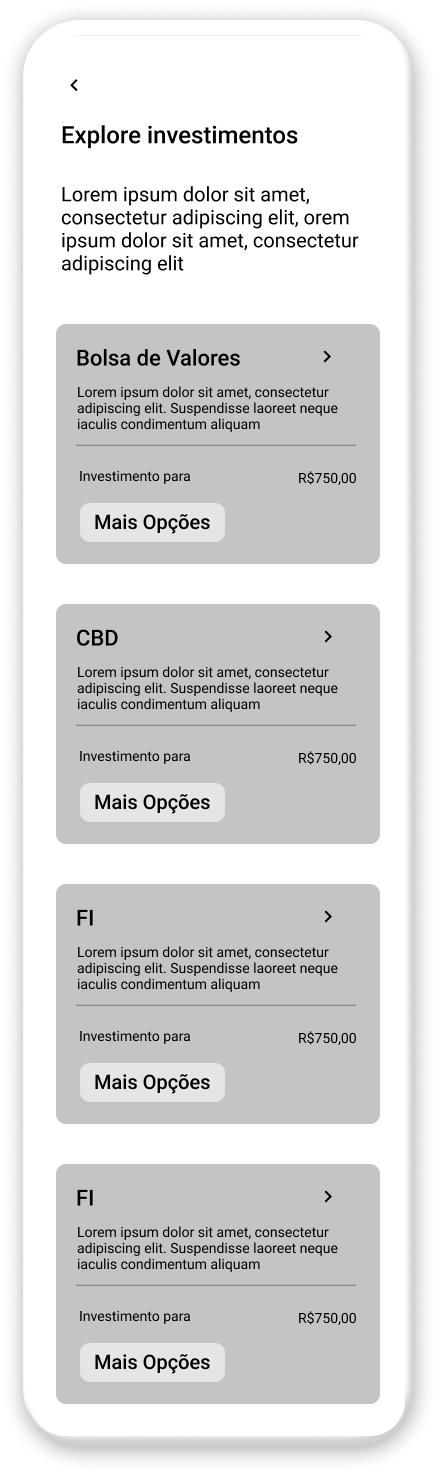 Explore investimentos
Lorem ipsum dolor sit amet,
consectetur adipiscing elit, orem
ipsum dolor sit amet, consectetur
adipiscing elit
Bolsa de Valores
Lorem ipsum dolor sit amet, consectetur
adipiscing elit. Suspendisse laoreet neque
iaculis condimentum aliquam
Investimento para R$750,00
Mais Opções
CBD
Lorem ipsum dolor sit amet, consectetur
adipiscing elit. Suspendisse laoreet neque
iaculis condimentum aliquam
Investimento para R$750,00
Mais Opções
FI
Lorem ipsum dolor sit amet, consectetur
adipiscing elit. Suspendisse laoreet neque
iaculis condimentum aliquam
Investimento para R$750,00
Mais Opções
FI
Lorem ipsum dolor sit amet, consectetur
adipiscing elit. Suspendisse laoreet neque
iaculis condimentum aliquam
Investimento para R$750,00
Mais Opções